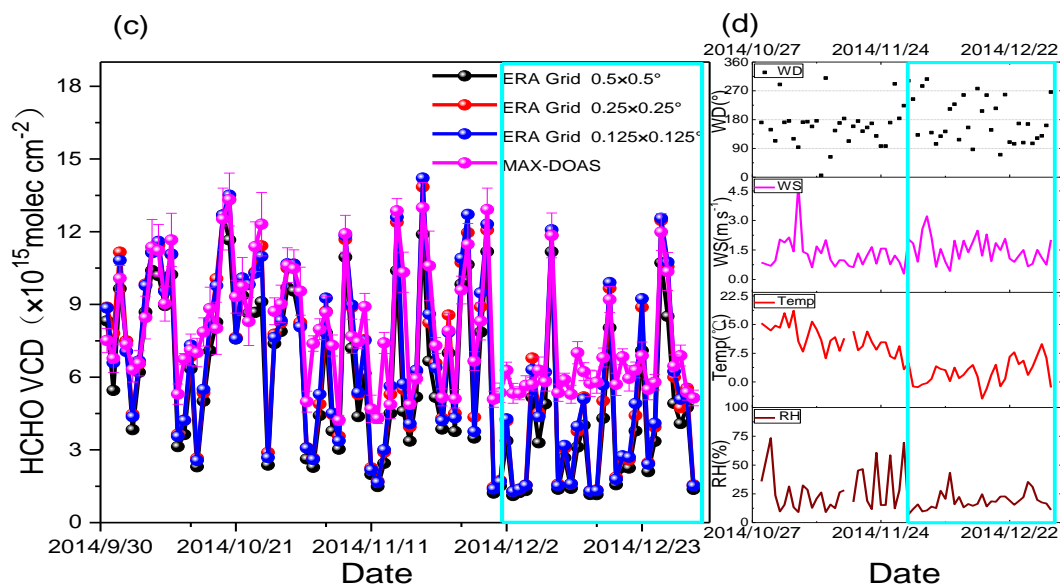 (c)
HCHO VCD (×10¹⁵molec cm⁻²)
18
15
12
9
6
3
0
ERA Grid 0.5×0.5°
ERA Grid 0.25×0.25°
ERA Grid 0.125×0.125°
MAX-DOAS
2014/9/30 2014/10/21 2014/11/11 2014/12/2 2014/12/23
Date
(d)
2014/10/27 2014/11/24 2014/12/22
WD(°)
360
270
180
90
0
WD
WS(m s⁻¹)
4.5
3.0
1.5
0.0
WS
Temp(℃)
22.5
15.0
7.5
0.0
Temp
RH(%)
100
75
50
25
0
RH
2014/10/27 2014/11/24 2014/12/22
Date